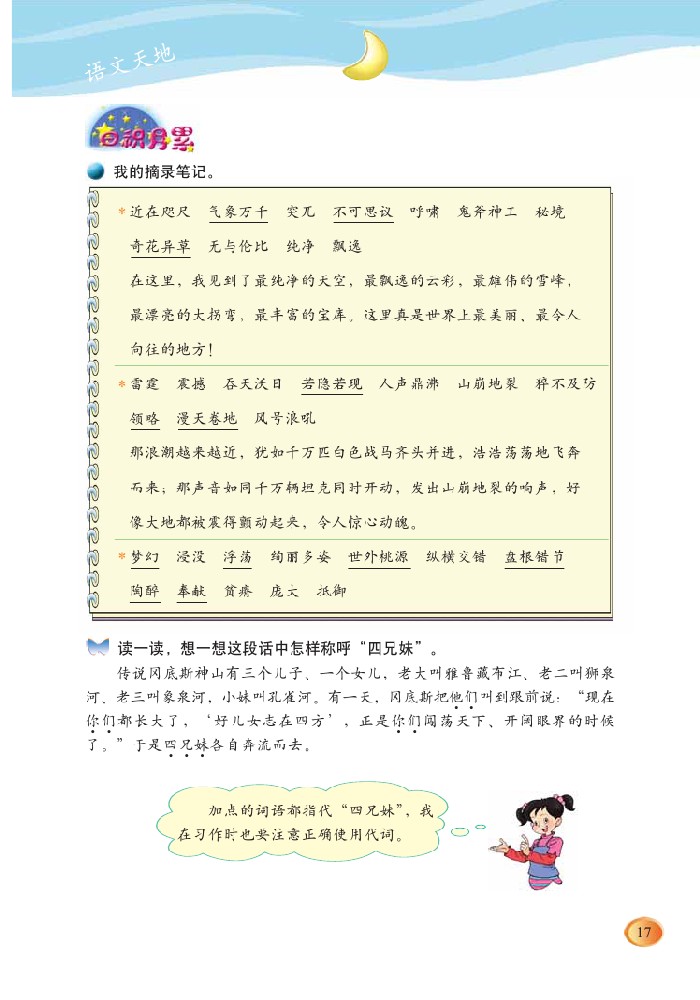 语文天地
日积月累
我的摘录笔记。
*近在咫尺 气象万千 突兀 不可思议 呼啸 鬼斧神工 秘境
奇花异草 无与伦比 纯净 飘逸
在这里，我见到了最纯净的天空，最飘逸的云彩，最雄伟的雪峰，
最漂亮的大拐弯，最丰富的宝库。这里真是世界上最美丽、最令人
向往的地方！
*雷霆 震撼 吞天沃日 若隐若现 人声鼎沸 山崩地裂 猝不及防
领略 漫天卷地 风号浪吼
那浪潮越来越近，犹如千万匹白色战马齐头并进，浩浩荡荡地飞奔
而来；那声音如同千万辆坦克同时开动，发出山崩地裂的响声，好
像大地都被震得颤动起来，令人惊心动魄。
*梦幻 浸没 浮荡 绚丽多姿 世外桃源 纵横交错 盘根错节
陶醉 奉献 贫瘠 庞大 抵御
读一读，想一想这段话中怎样称呼“四兄妹”。
传说冈底斯神山有三个儿子、一个女儿，老大叫雅鲁藏布江、老二叫狮泉
河、老三叫象泉河，小妹叫孔雀河。有一天，冈底斯把他们叫到跟前说：“现在
你们都长大了，‘好儿女志在四方’，正是你们闯荡天下、开阔眼界的时候
了。”于是四兄妹各自奔流而去。
加点的词语都指代“四兄妹”，我
在习作时也要注意正确使用代词。
17